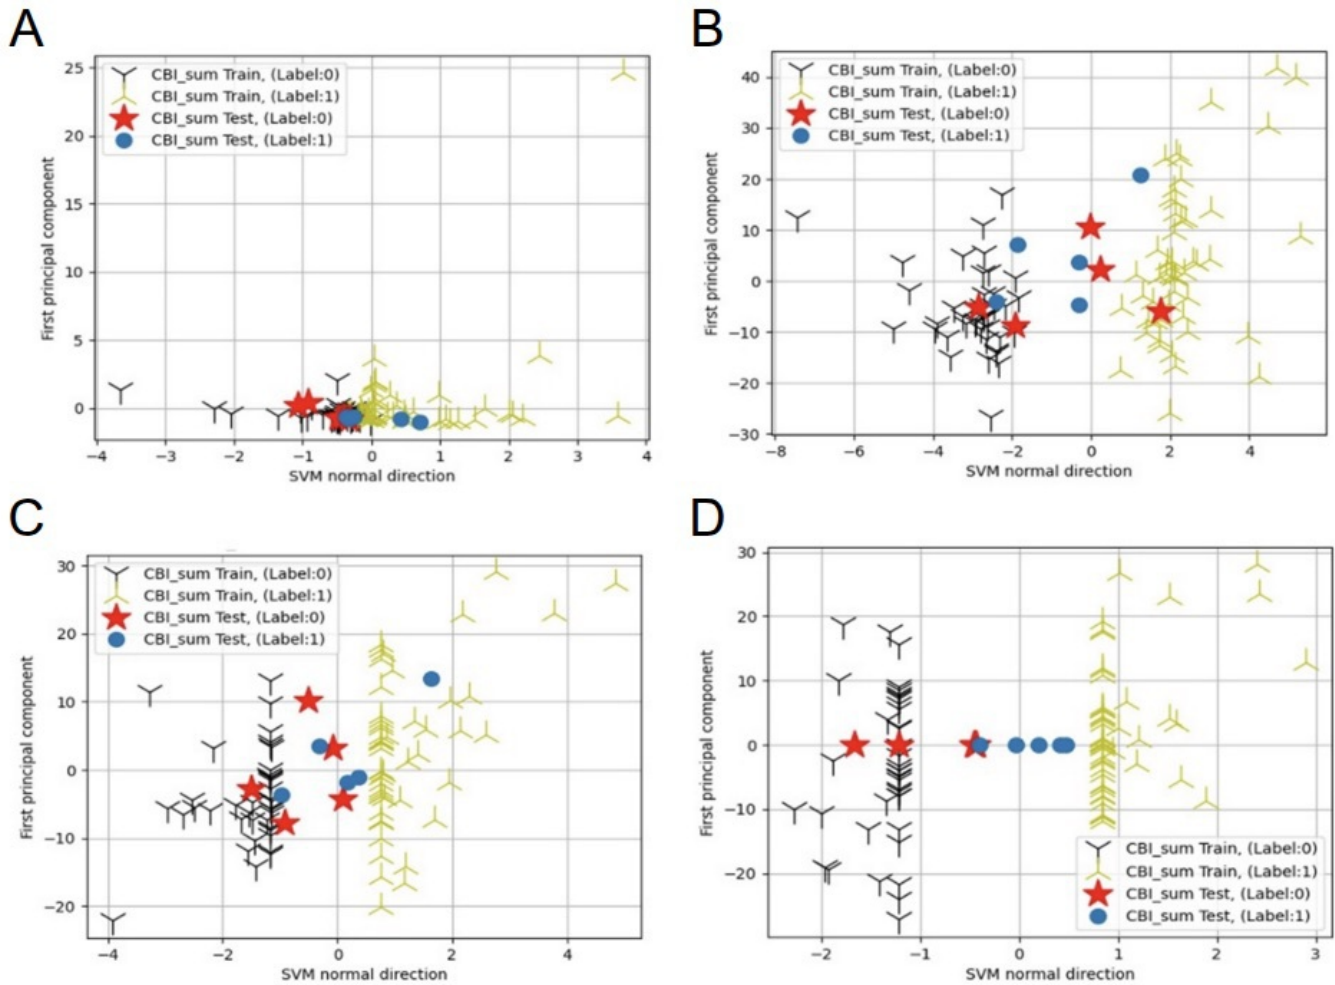 A
CBI_sum Train, (Label:0)
CBI_sum Train, (Label:1)
CBI_sum Test, (Label:0)
CBI_sum Test, (Label:1)
First principal component
25
20
15
10
5
0
−4 −3 −2 −1 0 1 2 3 4
SVM normal direction
B
CBI_sum Train, (Label:0)
CBI_sum Train, (Label:1)
CBI_sum Test, (Label:0)
CBI_sum Test, (Label:1)
First principal component
40
30
20
10
0
−10
−20
−30
−8 −6 −4 −2 0 2 4
SVM normal direction
C
CBI_sum Train, (Label:0)
CBI_sum Train, (Label:1)
CBI_sum Test, (Label:0)
CBI_sum Test, (Label:1)
First principal component
30
20
10
0
−10
−20
−4 −2 0 2 4
SVM normal direction
D
First principal component
30
20
10
0
−10
−20
CBI_sum Train, (Label:0)
CBI_sum Train, (Label:1)
CBI_sum Test, (Label:0)
CBI_sum Test, (Label:1)
−2 −1 0 1 2 3
SVM normal direction